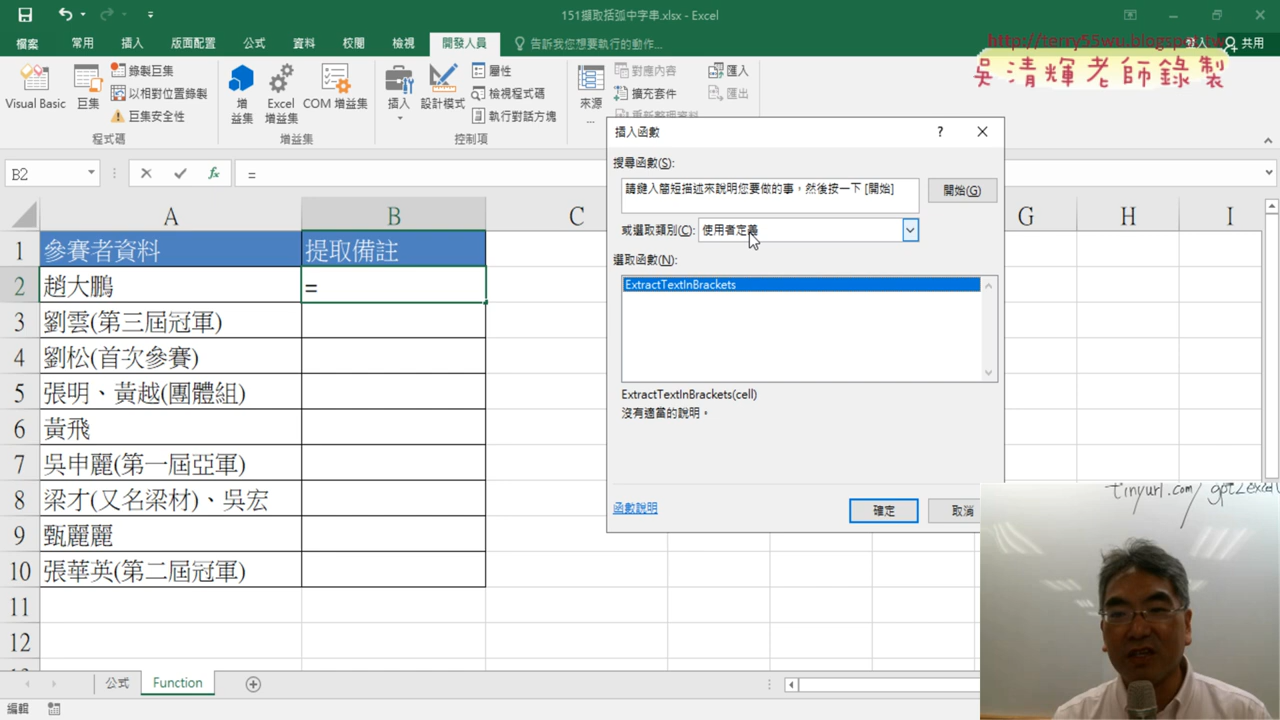 151擷取括弧中字串.xlsx - Excel
http://terry55wu.blogspot.tw
吳清輝老師錄製
檔案 常用 插入 版面配置 公式 資料 校閱 檢視 開發人員 告訴我您想要執行的動作... 共用
Visual Basic 巨集 錄製巨集 以相對位置錄製 巨集安全性 程式碼
增益集 Excel 增益集 COM 增益集 增益集
插入 設計模式 屬性 檢視程式碼 執行對話方塊 控制項
來源... 對應內容 擴充套件 重新整理資料 匯入 匯出
B2 fx =
插入函數 ?
搜尋函數(S):
請鍵入簡短描述來說明您要做的事，然後按一下 [開始]
開始(G)
或選取類別(C): 使用者定義
選取函數(N):
ExtractTextInBrackets
ExtractTextInBrackets(cell)
沒有適當的說明。
函數說明 確定 取消
A B C G H I
1 參賽者資料 提取備註
2 趙大鵬 =
3 劉雲(第三屆冠軍)
4 劉松(首次參賽)
5 張明、黃越(團體組)
6 黃飛
7 吳申麗(第一屆亞軍)
8 梁才(又名梁材)、吳宏
9 甄麗麗
10 張華英(第二屆冠軍)
11
12
tinyurl.com/gpt2excel
公式 Function
編輯